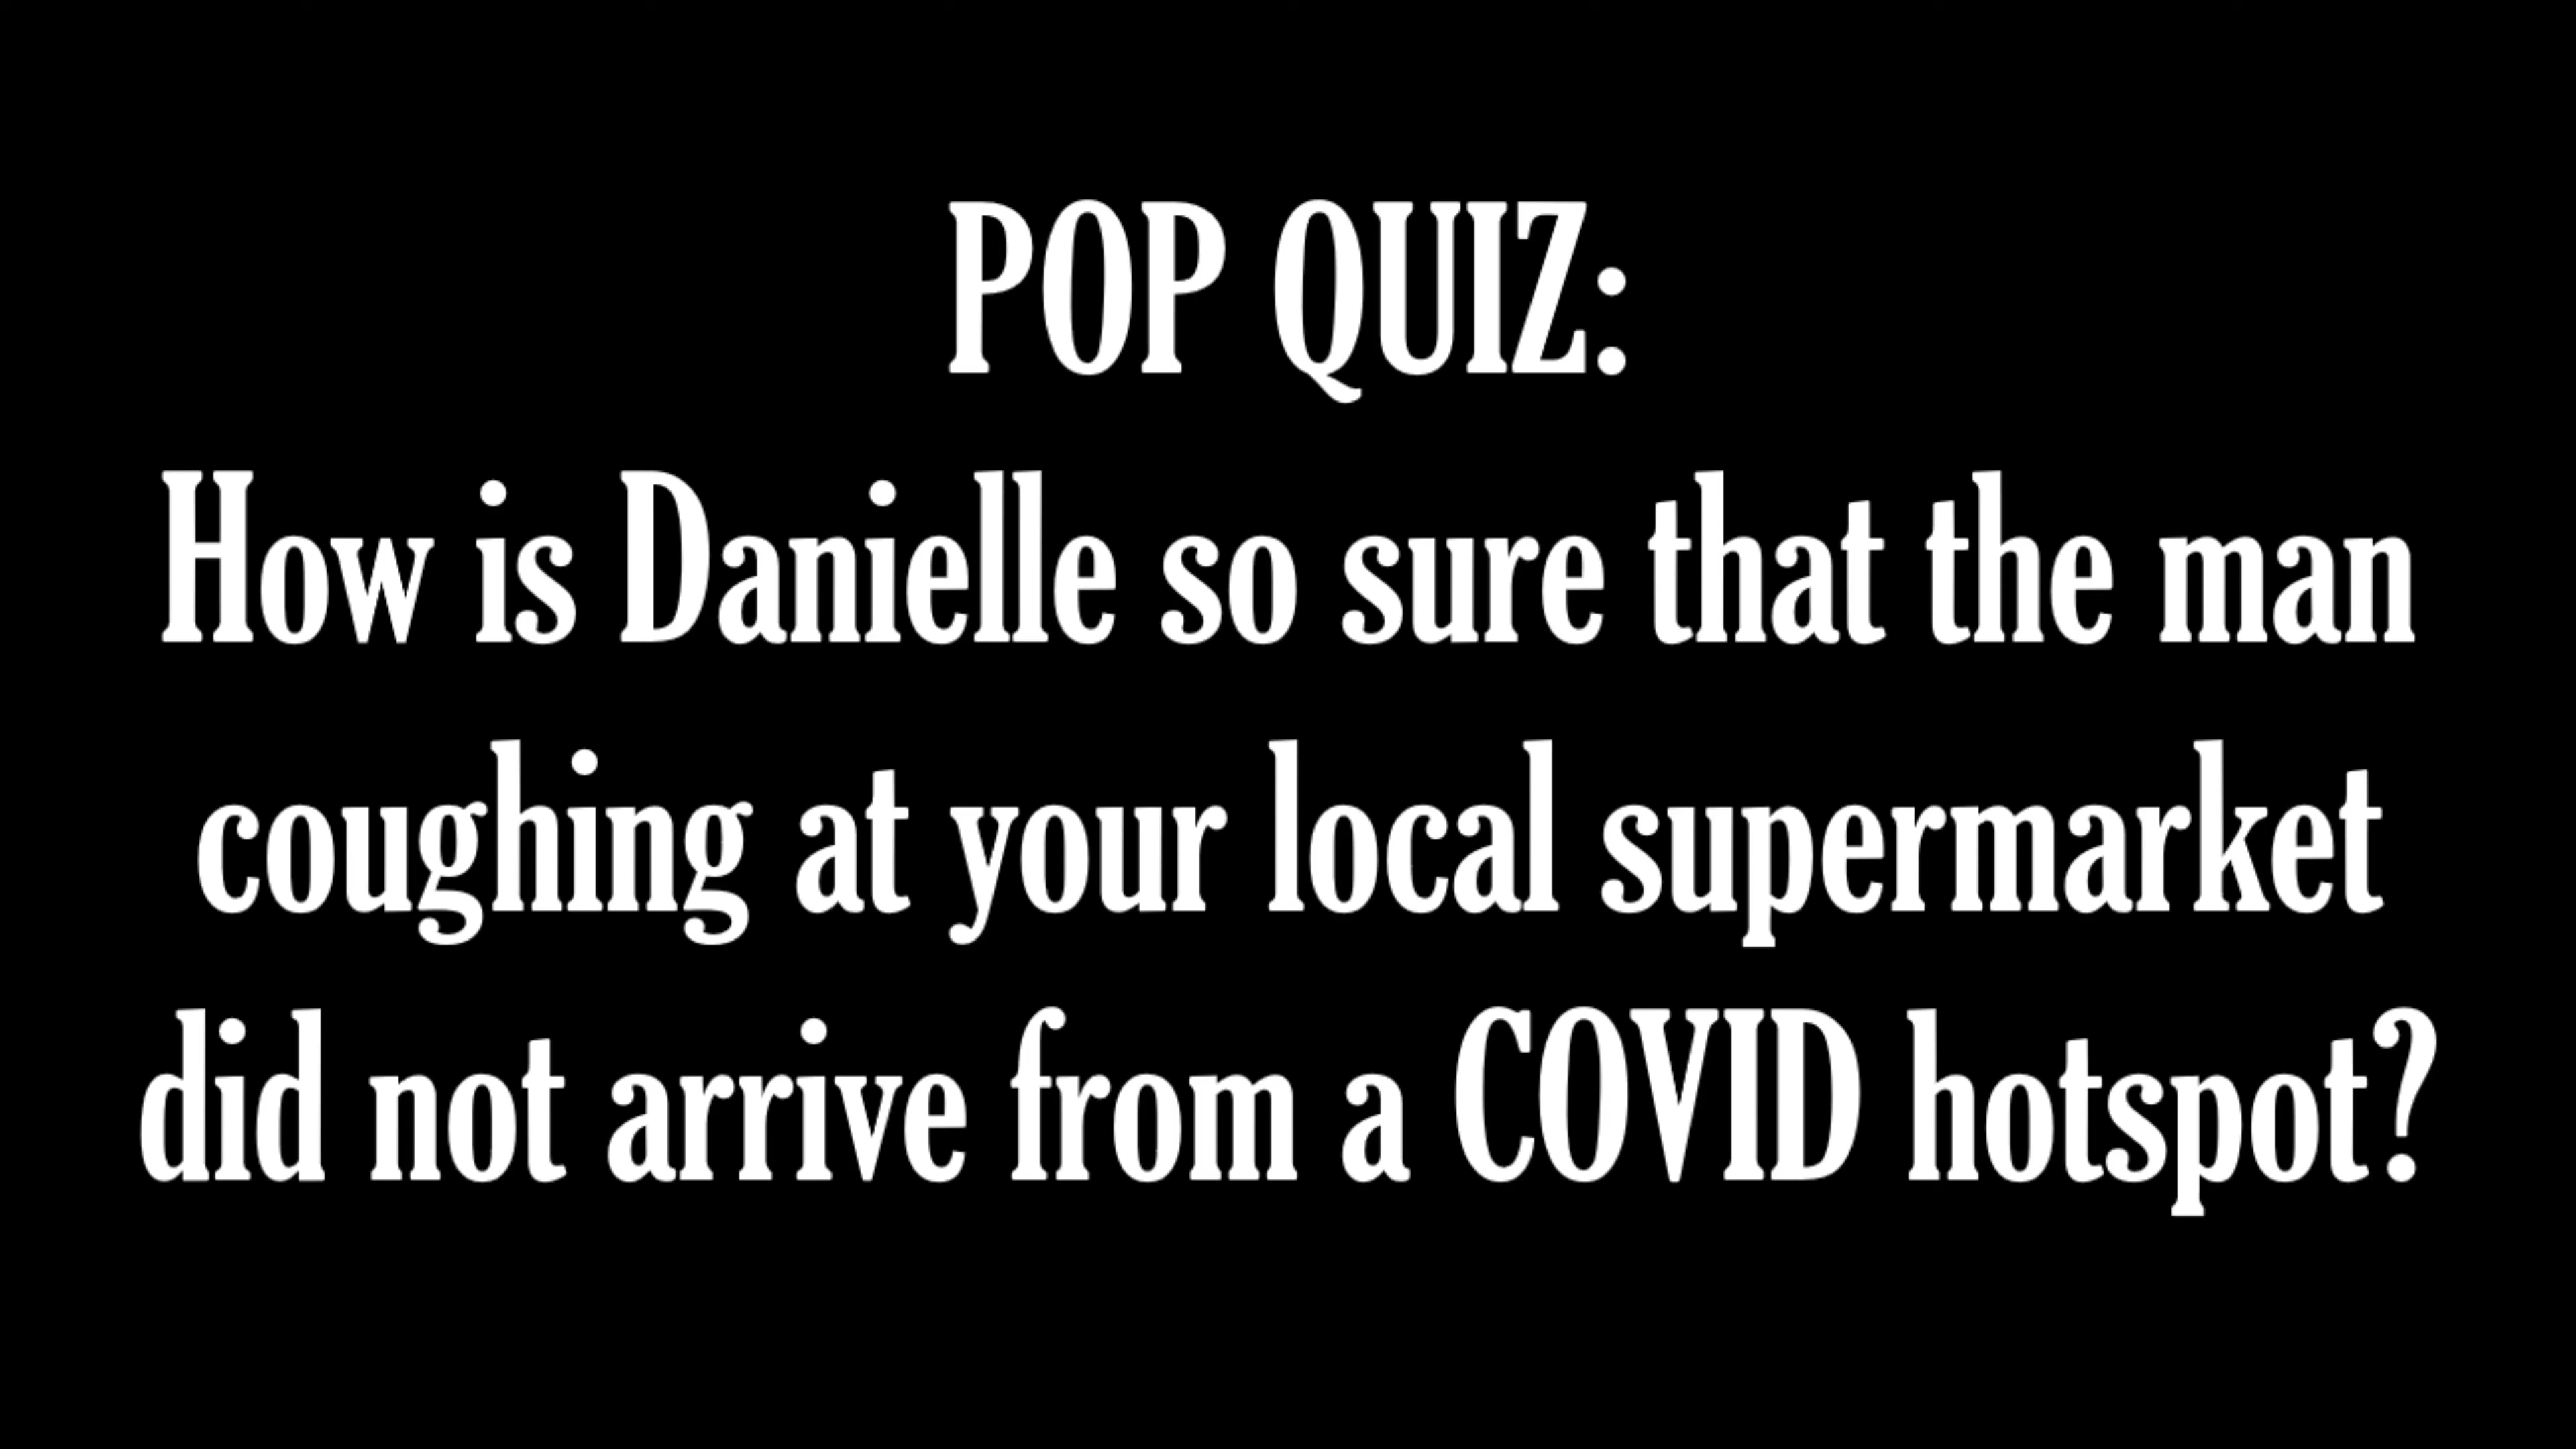 POP QUIZ:
How is Danielle so sure that the man
coughing at your local supermarket
did not arrive from a COVID hotspot?